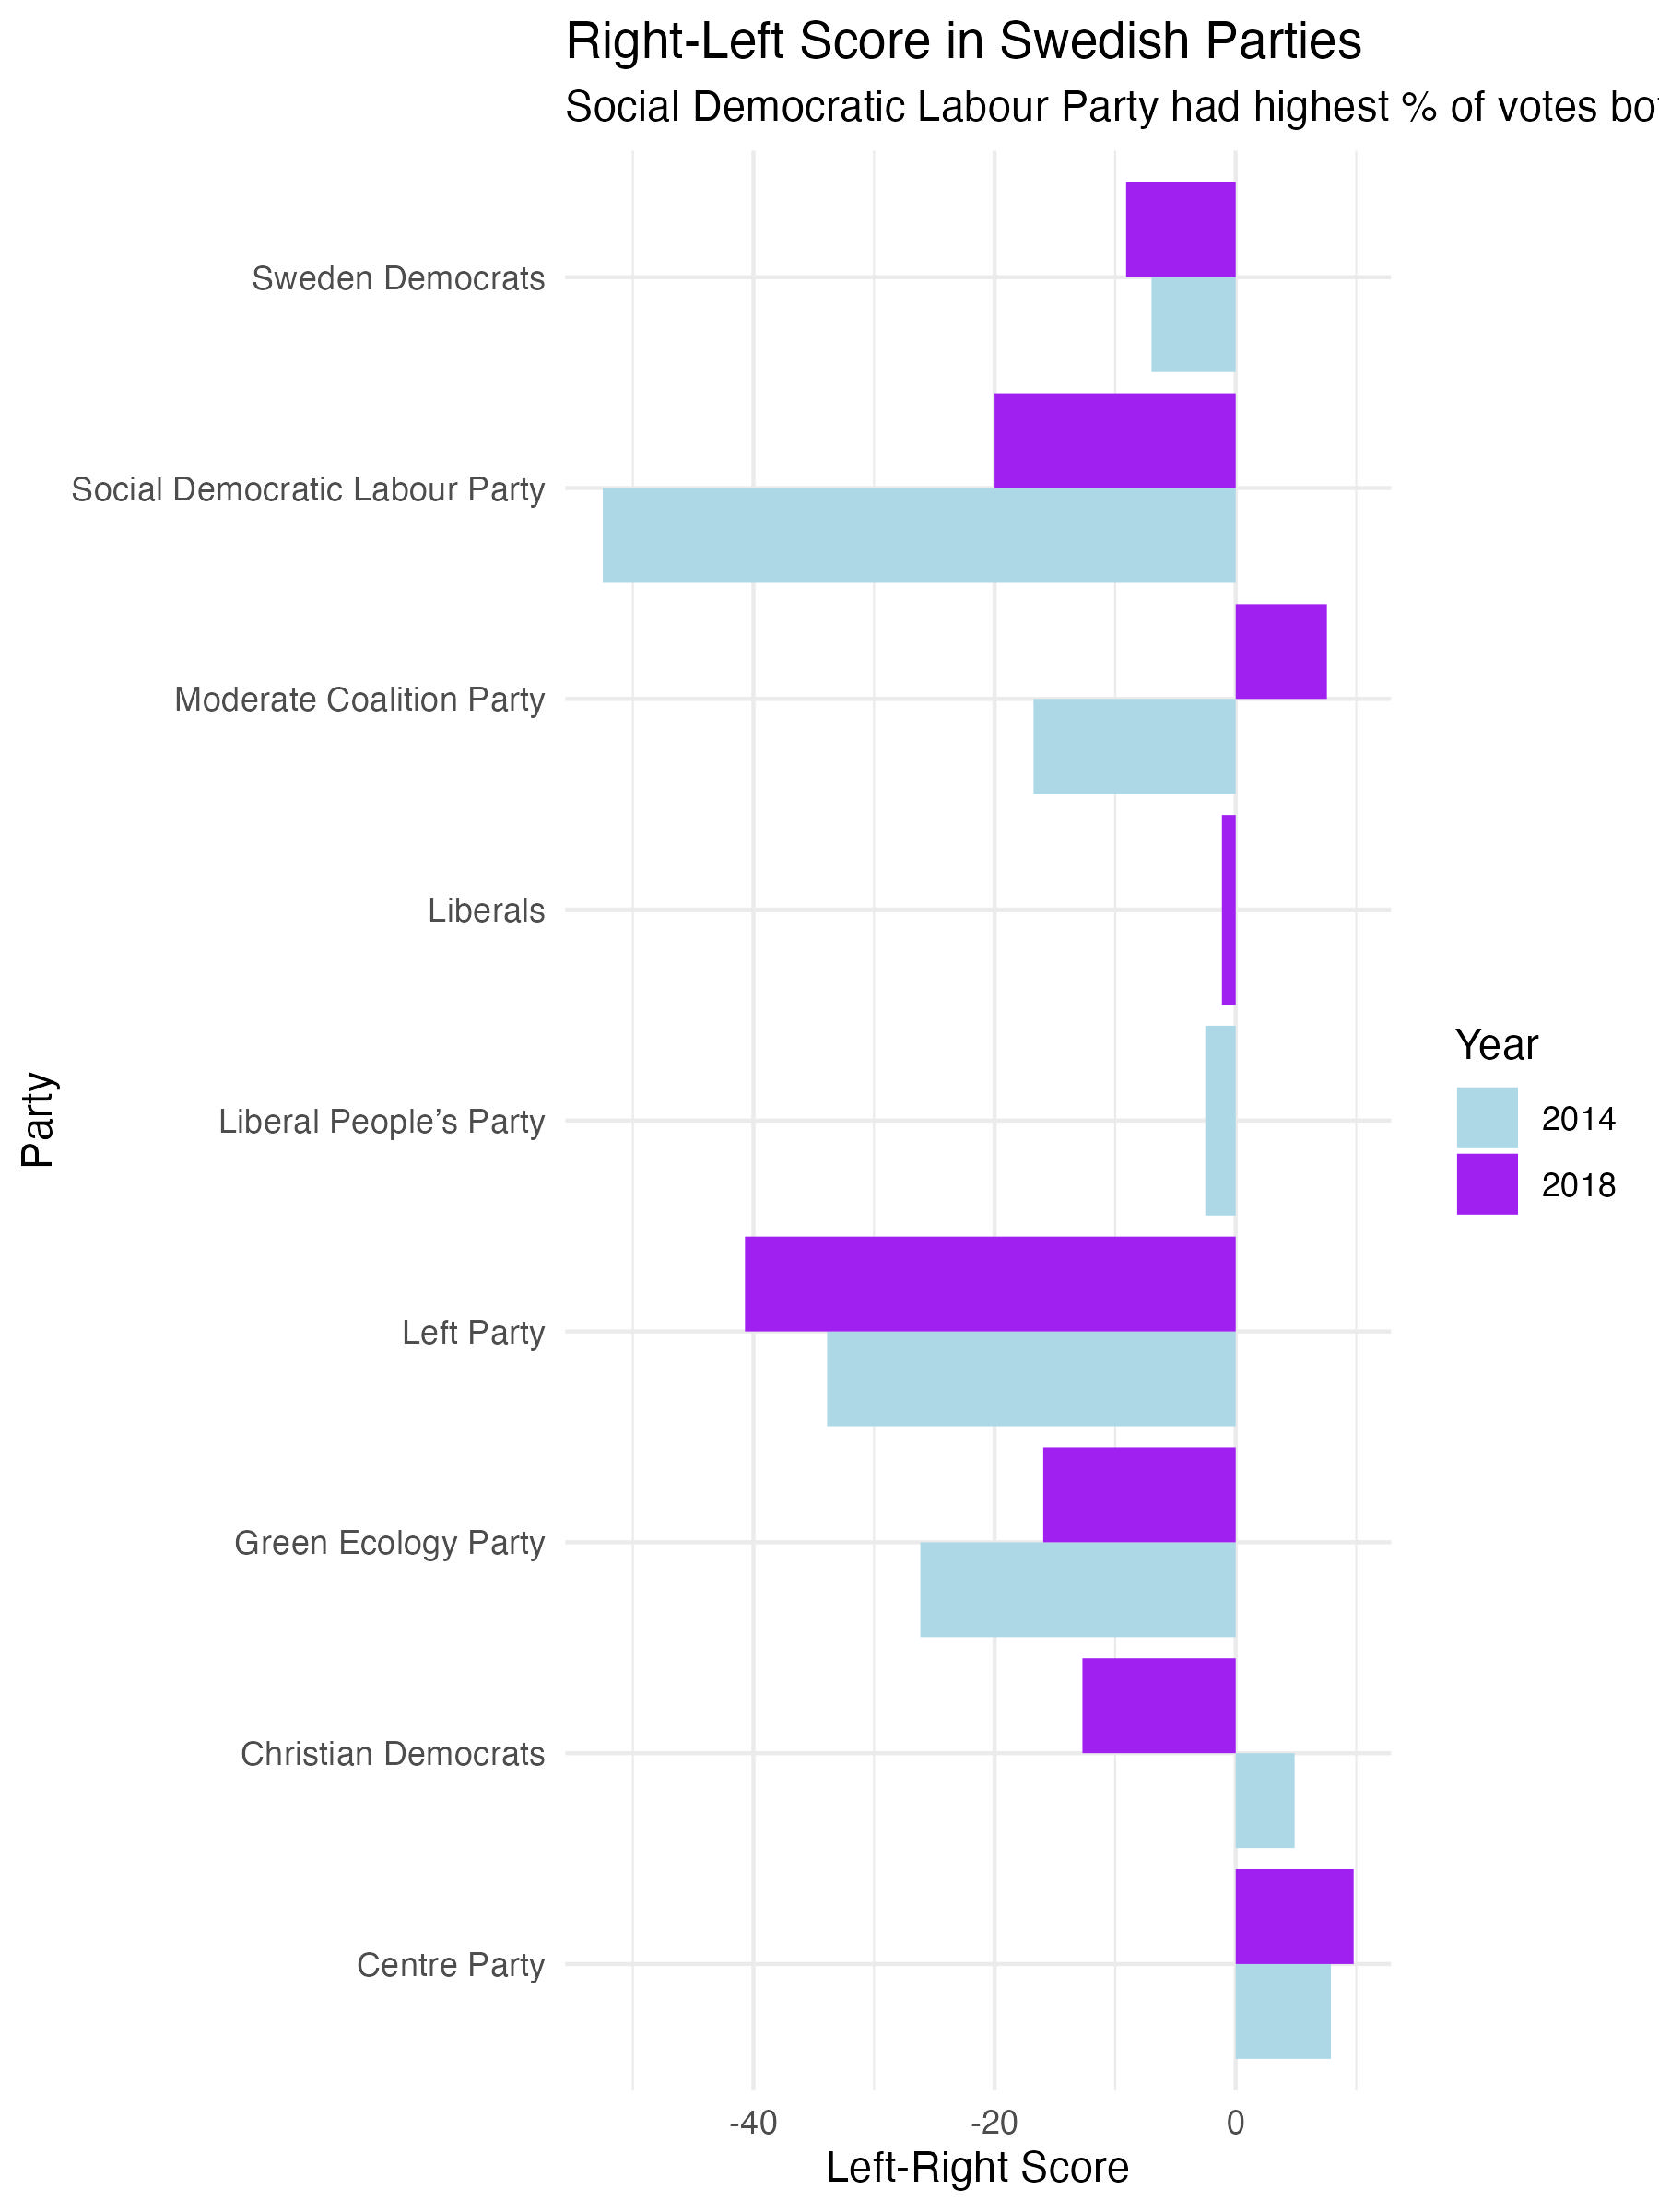 Right-Left Score in Swedish Parties
Social Democratic Labour Party had highest % of votes
Sweden Democrats
Social Democratic Labour Party
Moderate Coalition Party
Liberals
Liberal People’s Party
Left Party
Green Ecology Party
Christian Democrats
Centre Party
Party
-40 -20 0
Left-Right Score
Year
2014
2018